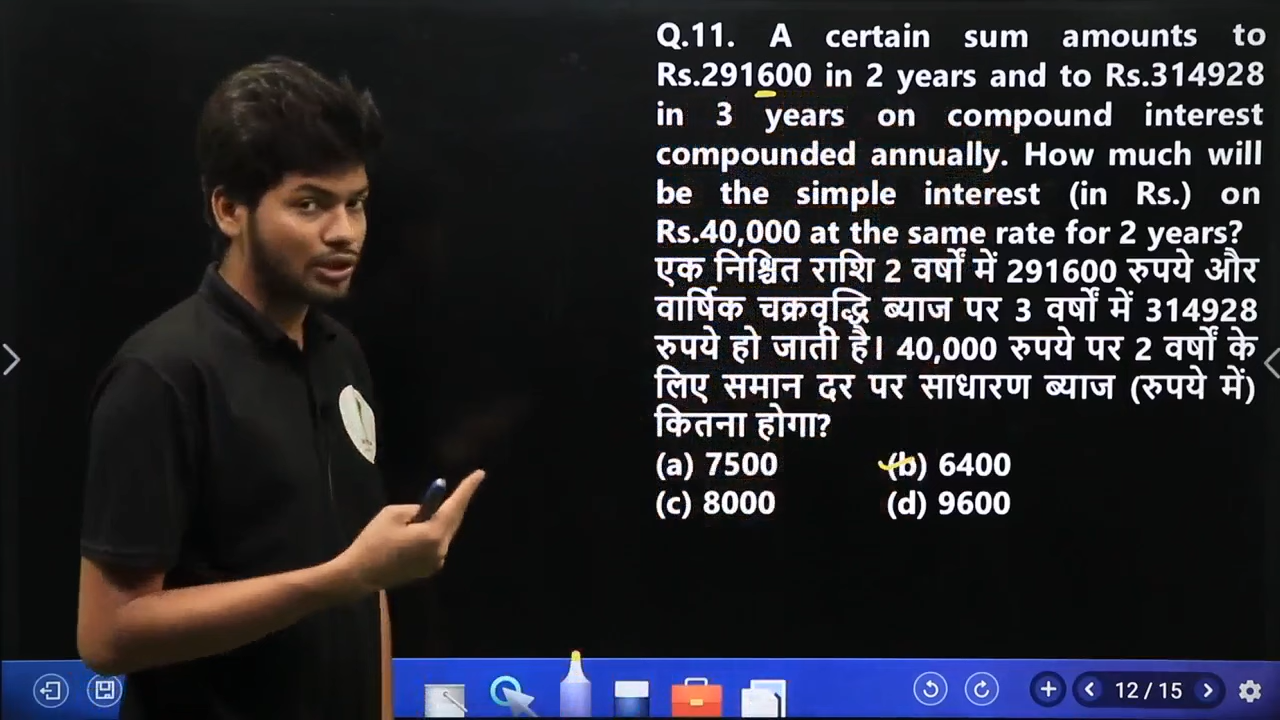 Q.11. A certain sum amounts to
Rs.291600 in 2 years and to Rs.314928
in 3 years on compound interest
compounded annually. How much will
be the simple interest (in Rs.) on
Rs.40,000 at the same rate for 2 years?
एक निश्चित राशि 2 वर्षों में 291600 रुपये और
वार्षिक चक्रवृद्धि ब्याज पर 3 वर्षों में 314928
रुपये हो जाती है। 40,000 रुपये पर 2 वर्षों के
लिए समान दर पर साधारण ब्याज (रुपये में)
कितना होगा?
(a) 7500 (b) 6400
(c) 8000 (d) 9600
12 / 15